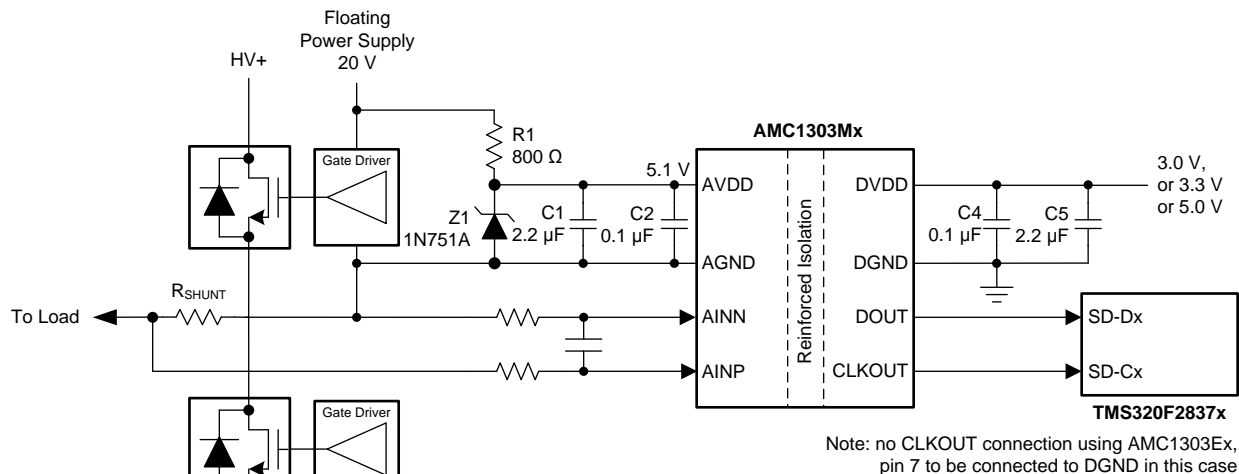 Floating
Power Supply
20 V
HV+
R1
800 Ω
AMC1303Mx
Gate Driver
5.1 V
AVDD
DVDD
3.0 V,
or 3.3 V
or 5.0 V
Z1
1N751A
C1
2.2 µF
C2
0.1 µF
Reinforced Isolation
C4
0.1 µF
C5
2.2 µF
AGND
DGND
RSHUNT
To Load
AINN
DOUT
SD-Dx
AINP
CLKOUT
SD-Cx
TMS320F2837x
Gate Driver
Note: no CLKOUT connection using AMC1303Ex,
pin 7 to be connected to DGND in this case